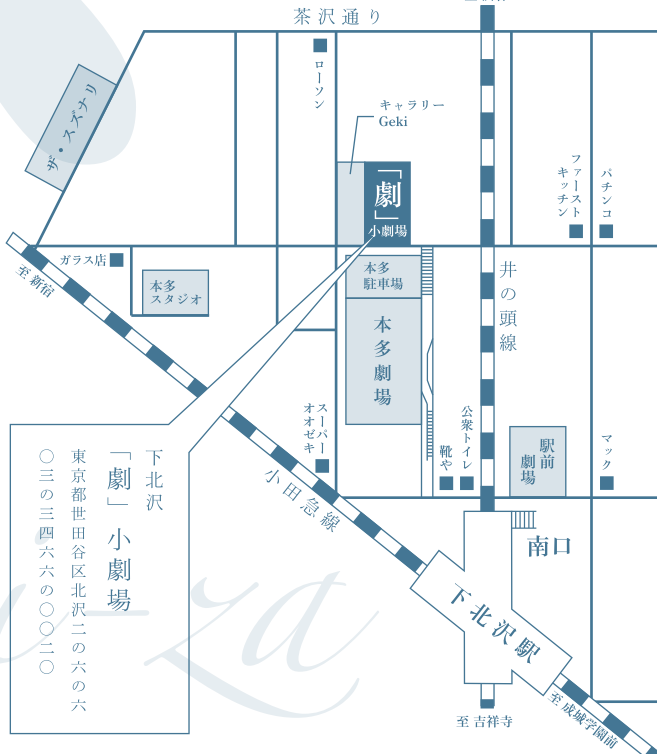 茶沢通り
ローソン
ザ・スズナリ
キャラリー
Geki
「劇」
小劇場
ファースト
キッチン
パチンコ
ガラス店
至 新宿
本多
スタジオ
本多
駐車場
本多劇場
井の頭線
スーパー
オオゼキ
公衆トイレ
靴や
駅前
劇場
マック
小田急線
南口
下北沢駅
至 吉祥寺
至 成城学園前
下北沢
「劇」小劇場
東京都世田谷区北沢二の六の六
〇三の三四六六の〇〇二〇
i-za